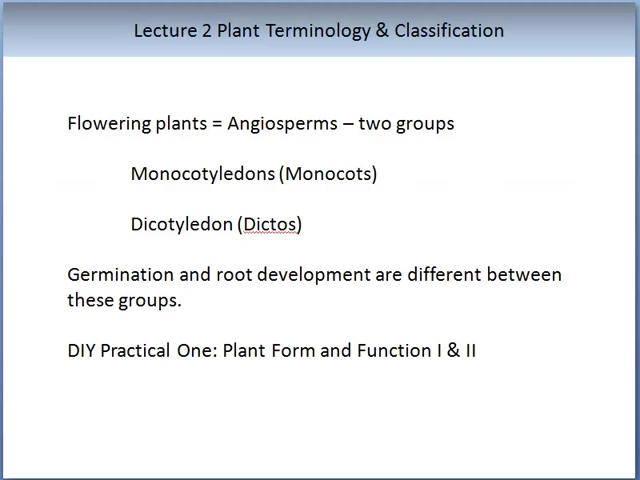 Lecture 2 Plant Terminology & Classification
Flowering plants = Angiosperms – two groups
Monocotyledons (Monocots)
Dicotyledon (Dictos)
Germination and root development are different between
these groups.
DIY Practical One: Plant Form and Function I & II